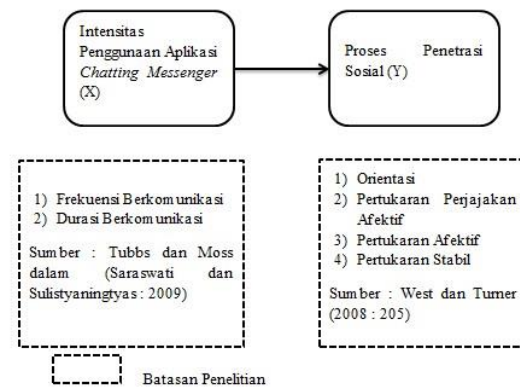 Intensitas
Penggunaan Aplikasi
Chatting Messenger
(X)
Proses Penetrasi
Sosial (Y)
1) Frekuensi Berkomunikasi
2) Durasi Berkomunikasi
Sumber : Tubbs dan Moss
dalam (Saraswati dan
Sulistyaningtyas : 2009)
1) Orientasi
2) Pertukaran Perjajakan
Afektif
3) Pertukaran Afektif
4) Pertukaran Stabil
Sumber : West dan Turner
(2008 : 205)
Batasan Penelitian